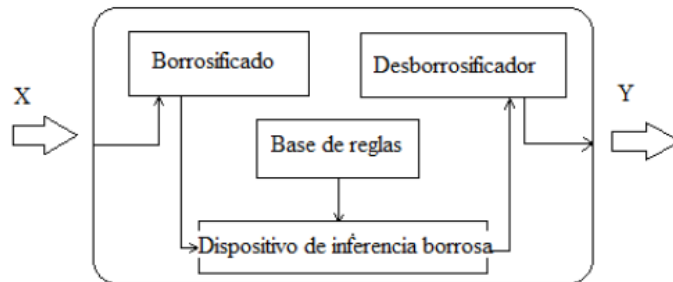 Borrosificado
Desborrosificador
X
Y
Base de reglas
Dispositivo de inferencia borrosa